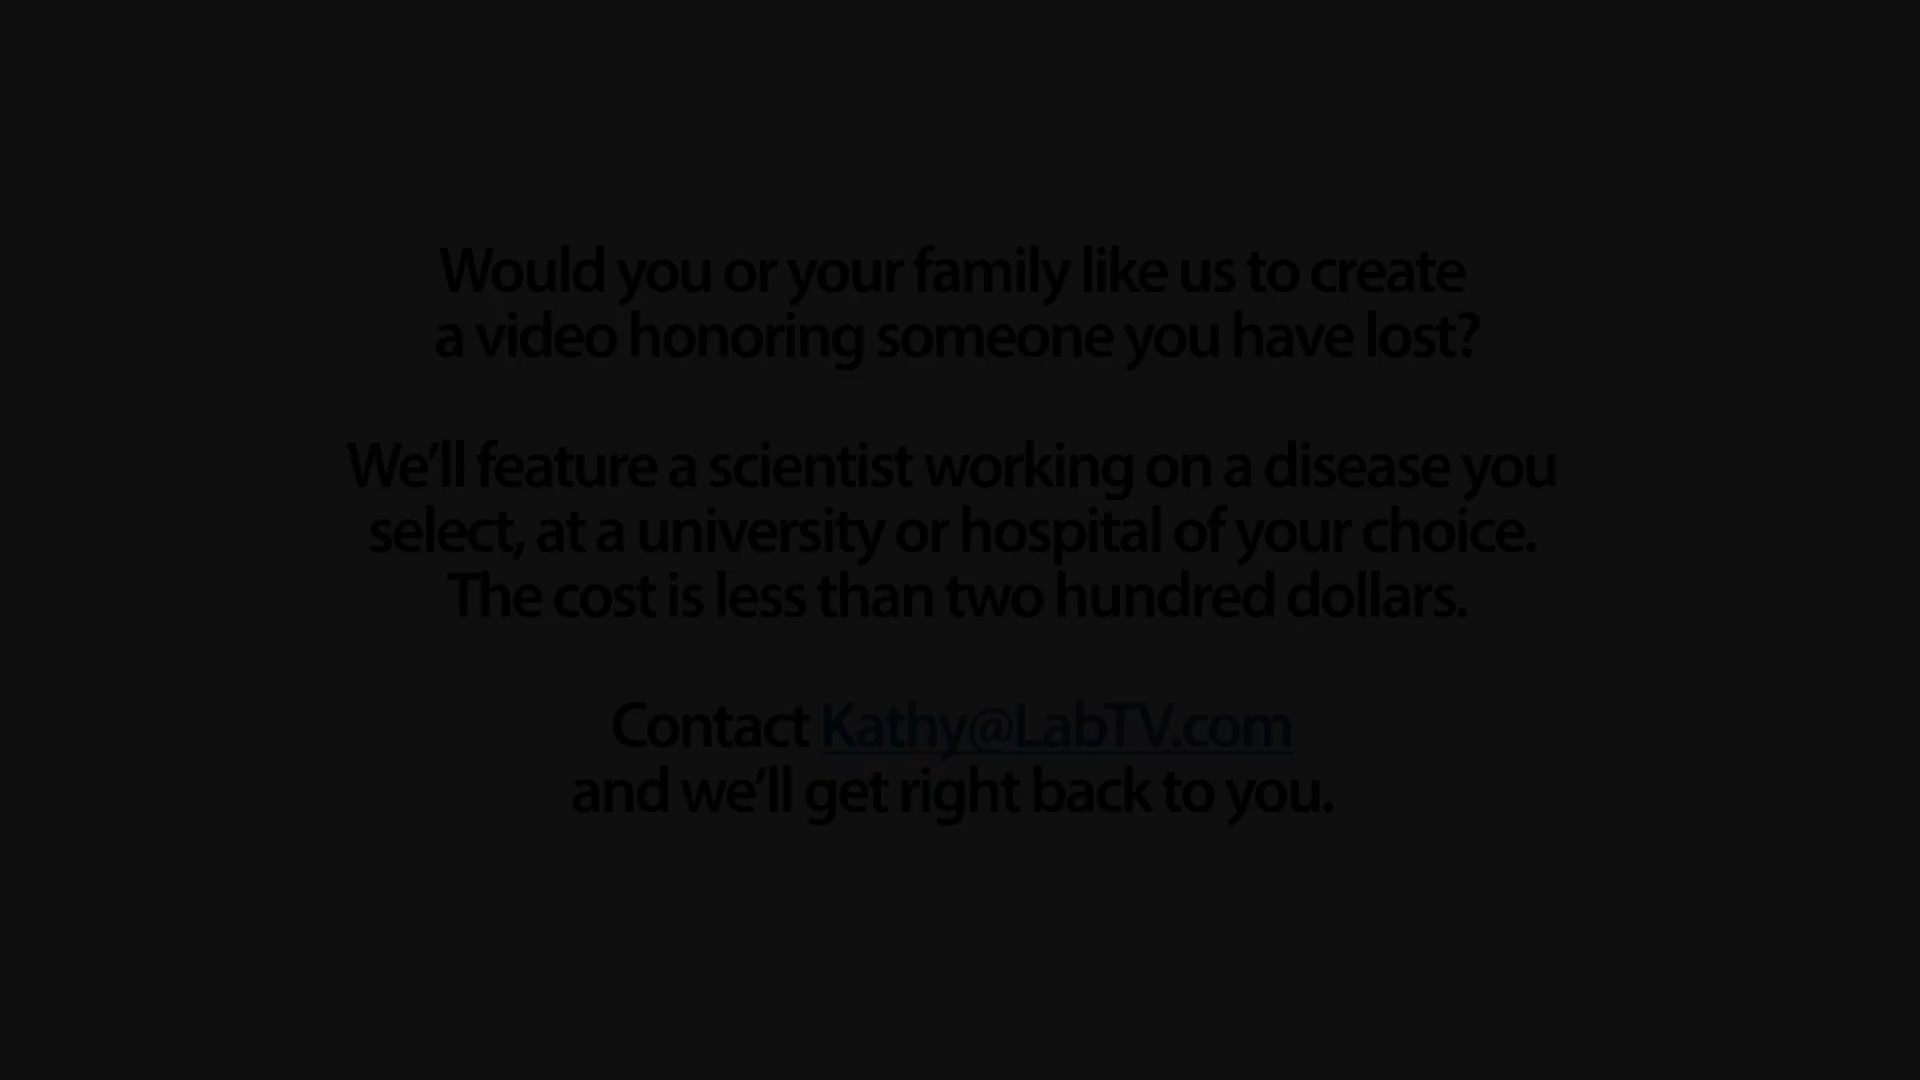 Would you or your family like us to create
a video honoring someone you have lost?
We’ll feature a scientist working on a disease you
select, at a university or hospital of your choice.
The cost is less than two hundred dollars.
Contact Kathy@LabTV.com
and we’ll get right back to you.